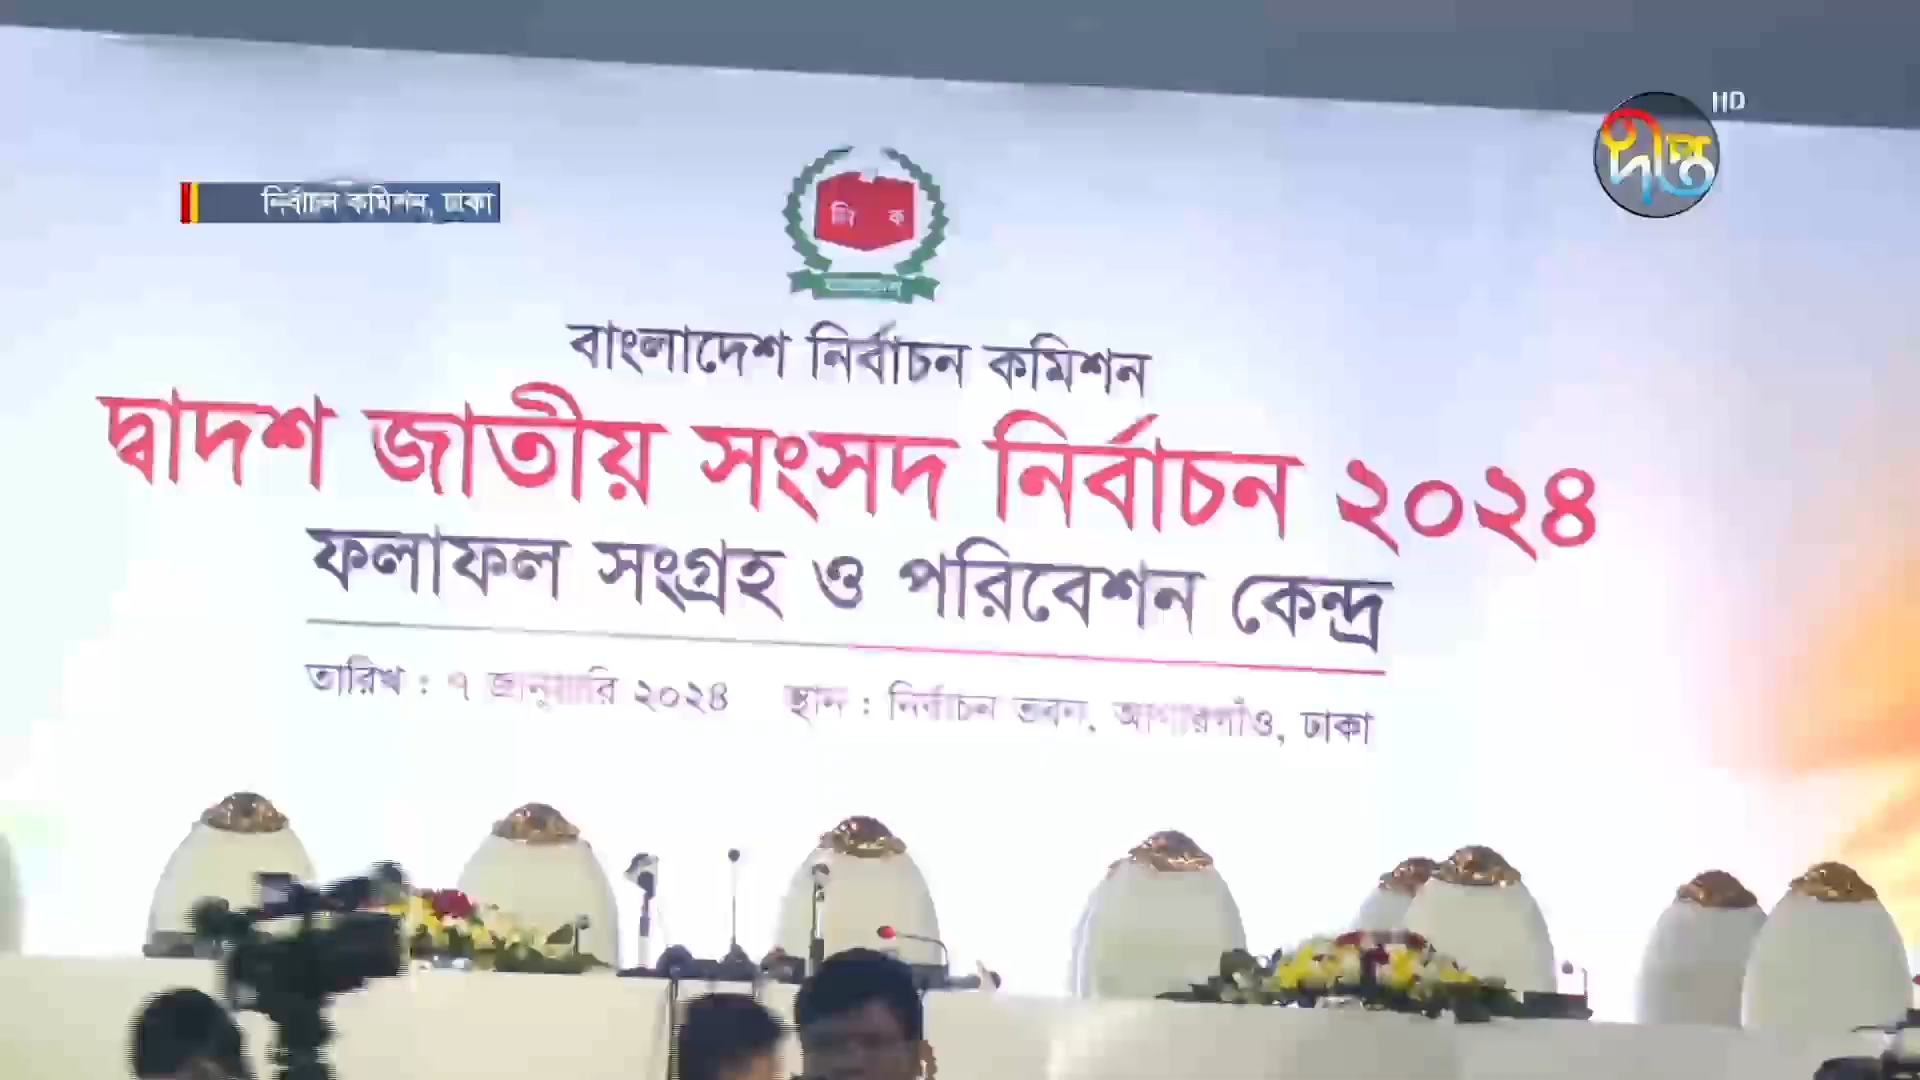 HD
দীপ্ত
নির্বাচন কমিশন, ঢাকা
নি ক
বাংলাদেশ নির্বাচন কমিশন
দ্বাদশ জাতীয় সংসদ নির্বাচন ২০২৪
ফলাফল সংগ্রহ ও পরিবেশন কেন্দ্র
তারিখ : ৭ জানুয়ারি ২০২৪ স্থান : নির্বাচন ভবন, আগারগাঁও, ঢাকা